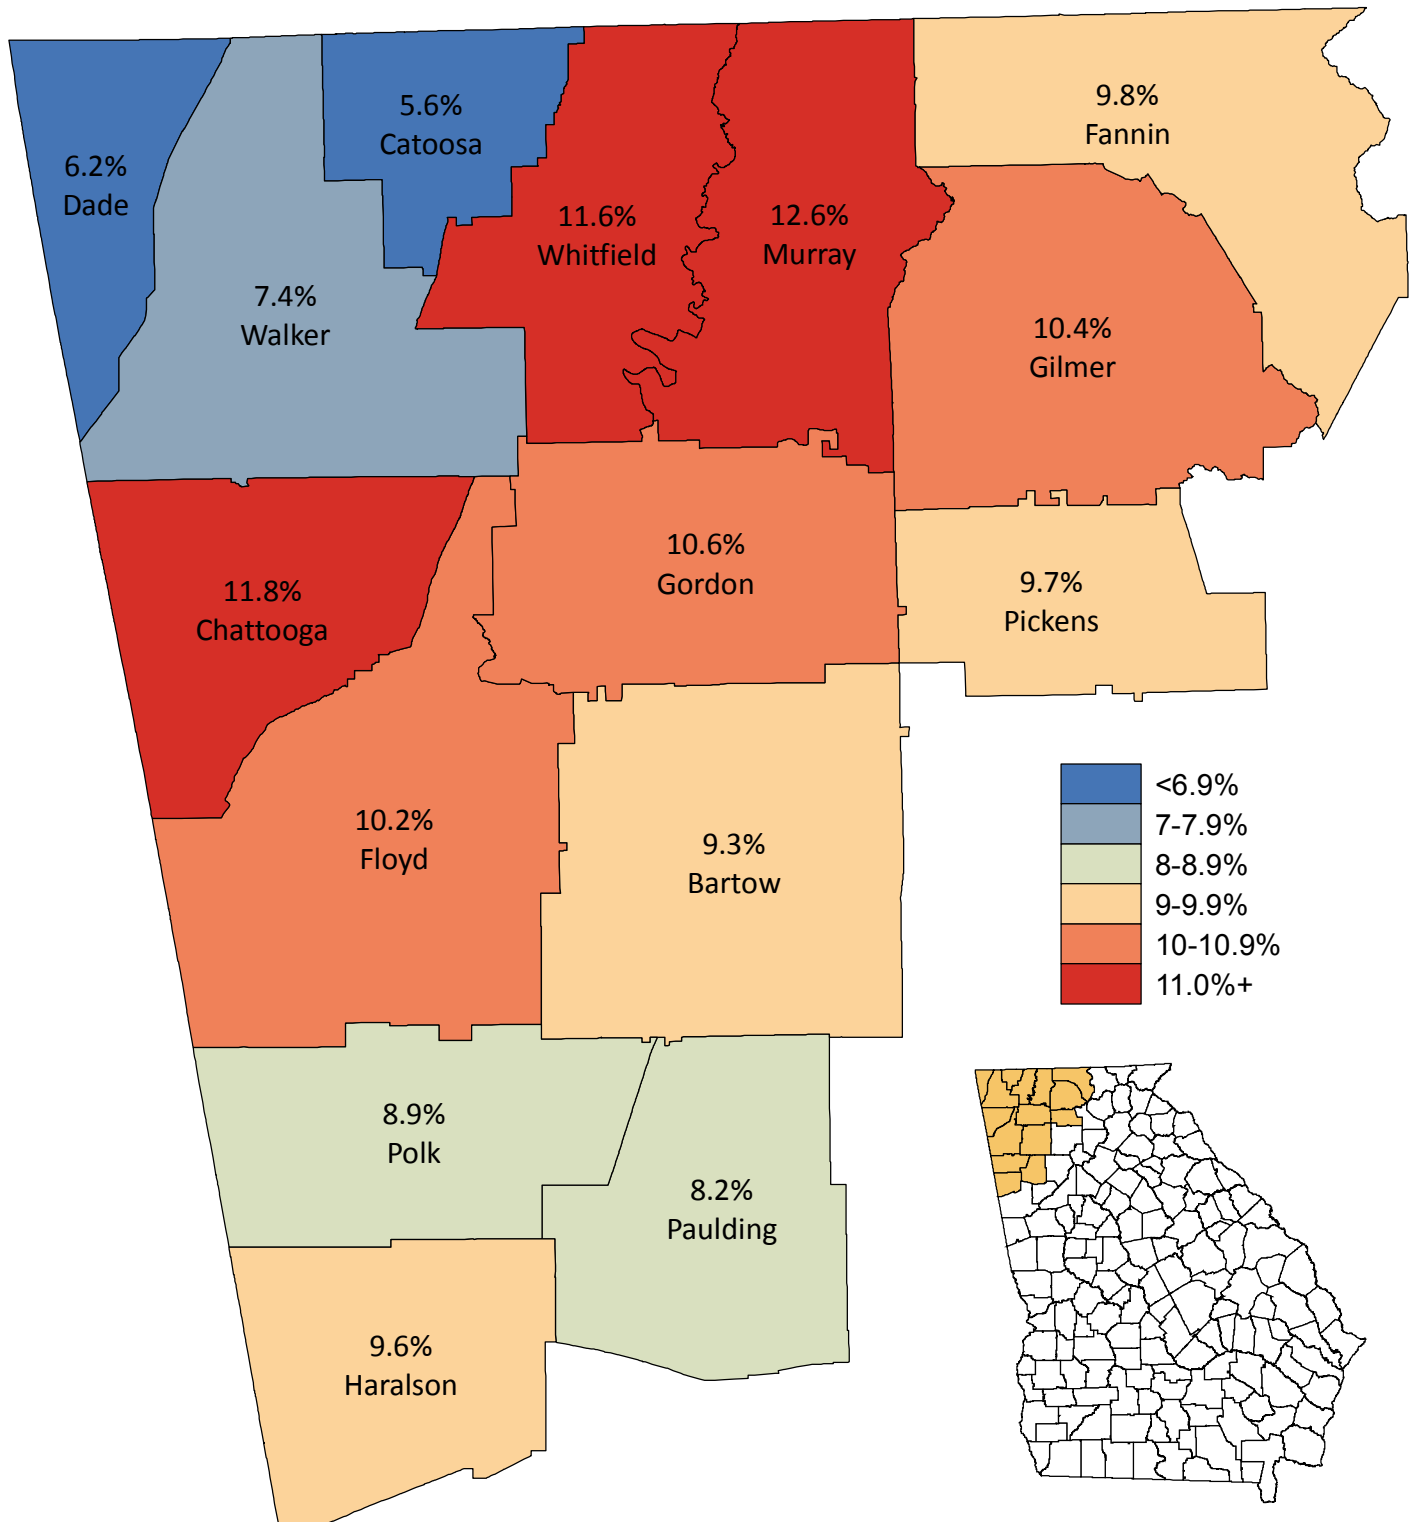 9.8%
Fannin
5.6%
Catoosa
6.2%
Dade
11.6%
Whitfield
12.6%
Murray
7.4%
Walker
10.4%
Gilmer
10.6%
Gordon
9.7%
Pickens
11.8%
Chattooga
10.2%
Floyd
9.3%
Bartow
<6.9%
7-7.9%
8-8.9%
9-9.9%
10-10.9%
11.0%+
8.9%
Polk
8.2%
Paulding
9.6%
Haralson